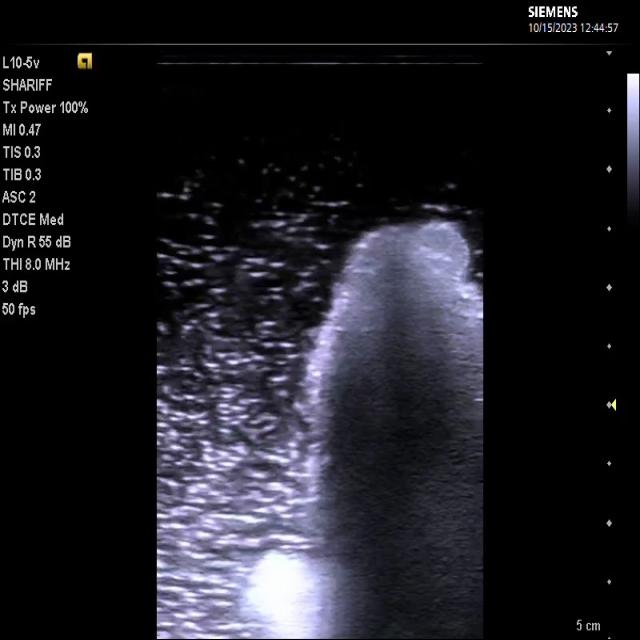 SIEMENS
10/15/2023 12:44:57
L10-5v
SHARIFF
Tx Power 100%
MI 0.47
TIS 0.3
TIB 0.3
ASC 2
DTCE Med
Dyn R 55 dB
THI 8.0 MHz
3 dB
50 fps
5 cm